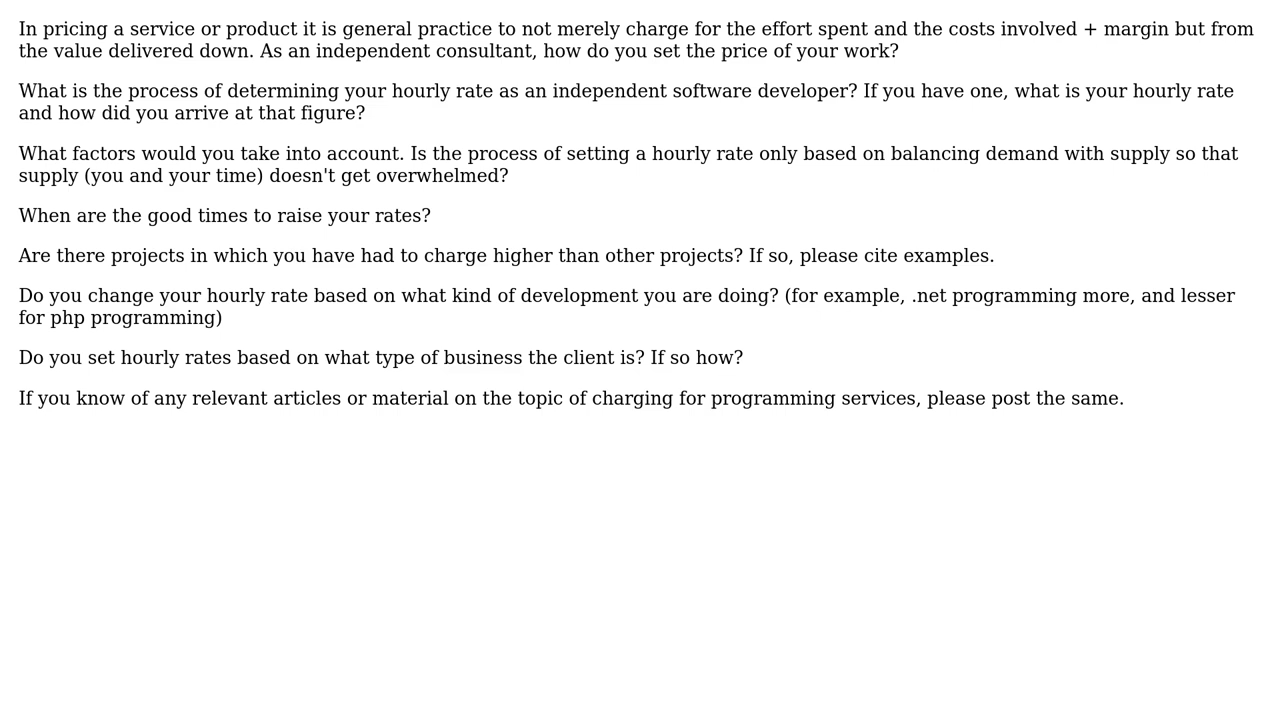 In pricing a service or product it is general practice to not merely charge for the effort spent and the costs involved + margin but from
the value delivered down. As an independent consultant, how do you set the price of your work?
What is the process of determining your hourly rate as an independent software developer? If you have one, what is your hourly rate
and how did you arrive at that figure?
What factors would you take into account. Is the process of setting a hourly rate only based on balancing demand with supply so that
supply (you and your time) doesn't get overwhelmed?
When are the good times to raise your rates?
Are there projects in which you have had to charge higher than other projects? If so, please cite examples.
Do you change your hourly rate based on what kind of development you are doing? (for example, .net programming more, and lesser
for php programming)
Do you set hourly rates based on what type of business the client is? If so how?
If you know of any relevant articles or material on the topic of charging for programming services, please post the same.